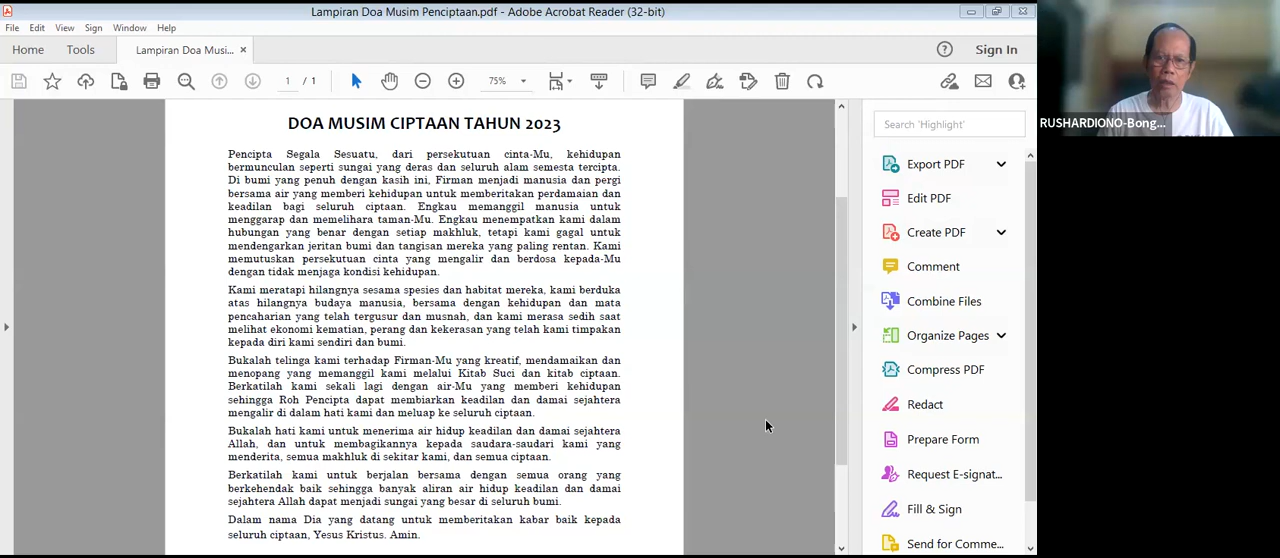 Lampiran Doa Musim Penciptaan.pdf - Adobe Acrobat Reader (32-bit)
File Edit View Sign Window Help
Home Tools Lampiran Doa Musi... × Sign In
1 / 1 75%
RUSHARDIONO-Bong...
Search 'Highlight'
DOA MUSIM CIPTAAN TAHUN 2023
Pencipta Segala Sesuatu, dari persekutuan cinta-Mu, kehidupan
bermunculan seperti sungai yang deras dan seluruh alam semesta tercipta.
Di bumi yang penuh dengan kasih ini, Firman menjadi manusia dan pergi
bersama air yang memberi kehidupan untuk memberitakan perdamaian dan
keadilan bagi seluruh ciptaan. Engkau memanggil manusia untuk
menggarap dan memelihara taman-Mu. Engkau menempatkan kami dalam
hubungan yang benar dengan setiap makhluk, tetapi kami gagal untuk
mendengarkan jeritan bumi dan tangisan mereka yang paling rentan. Kami
memutuskan persekutuan cinta yang mengalir dan berdosa kepada-Mu
dengan tidak menjaga kondisi kehidupan.
Kami meratapi hilangnya sesama spesies dan habitat mereka, kami berduka
atas hilangnya budaya manusia, bersama dengan kehidupan dan mata
pencaharian yang telah tergusur dan musnah, dan kami merasa sedih saat
melihat ekonomi kematian, perang dan kekerasan yang telah kami timpakan
kepada diri kami sendiri dan bumi.
Bukalah telinga kami terhadap Firman-Mu yang kreatif, mendamaikan dan
menopang yang memanggil kami melalui Kitab Suci dan kitab ciptaan.
Berkatilah kami sekali lagi dengan air-Mu yang memberi kehidupan
sehingga Roh Pencipta dapat membiarkan keadilan dan damai sejahtera
mengalir di dalam hati kami dan meluap ke seluruh ciptaan.
Bukalah hati kami untuk menerima air hidup keadilan dan damai sejahtera
Allah, dan untuk membagikannya kepada saudara-saudari kami yang
menderita, semua makhluk di sekitar kami, dan semua ciptaan.
Berkatilah kami untuk berjalan bersama dengan semua orang yang
berkehendak baik sehingga banyak aliran air hidup keadilan dan damai
sejahtera Allah dapat menjadi sungai yang besar di seluruh bumi.
Dalam nama Dia yang datang untuk memberitakan kabar baik kepada
seluruh ciptaan, Yesus Kristus. Amin.
Export PDF
Edit PDF
Create PDF
Comment
Combine Files
Organize Pages
Compress PDF
Redact
Prepare Form
Request E-signat...
Fill & Sign
Send for Comme...